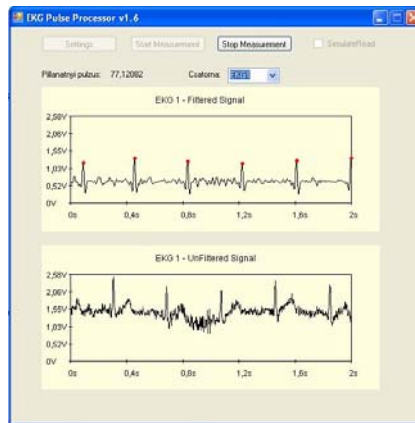 EKG Pulse Processor v1.6
Settings Start Measurement Stop Measurement SimulateRead
Pillanatnyi pulzus: 77,12082 Csatorna: EKG1
EKG 1 - Filtered Signal
2,58V
2,06V
1,55V
1,03V
0,52V
0V
0s 0,4s 0,8s 1,2s 1,6s 2s
EKG 1 - UnFiltered Signal
2,58V
2,06V
1,55V
1,03V
0,52V
0V
0s 0,4s 0,8s 1,2s 1,6s 2s